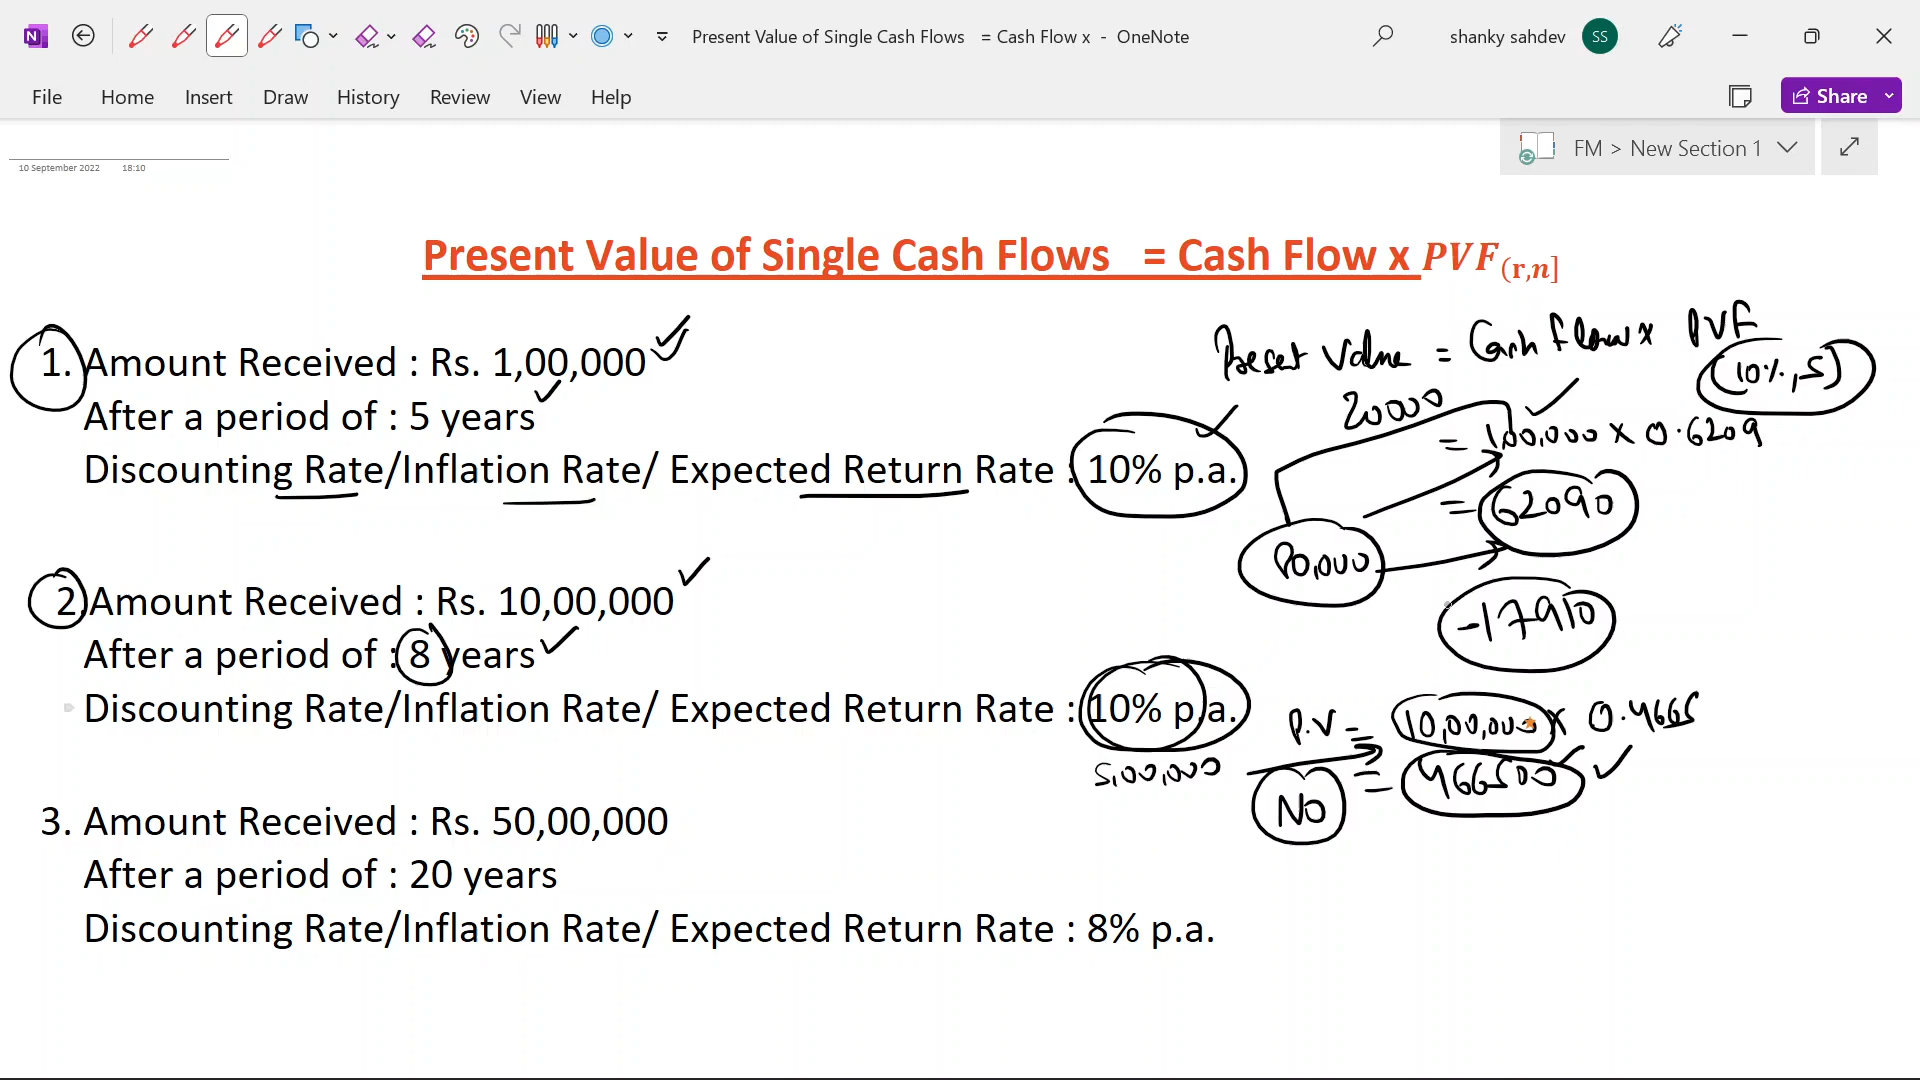 Present Value of Single Cash Flows = Cash Flow x - OneNote
shanky sahdev
SS
File Home Insert Draw History Review View Help
Share
FM > New Section 1
10 September 2022 18:10
Present Value of Single Cash Flows = Cash Flow x PVF(r,n]
1. Amount Received : Rs. 1,00,000
After a period of : 5 years
Discounting Rate/Inflation Rate/ Expected Return Rate : 10% p.a.
Preset Value = Cash flow x PVF
(10%, 5)
20000
= 100,000 x 0.6209
= 62090
80,000
-17910
2. Amount Received : Rs. 10,00,000
After a period of : 8 years
Discounting Rate/Inflation Rate/ Expected Return Rate : 10% p.a.
P.V = 10,00,000 x 0.4665
5,00,000
= 466500
NO
3. Amount Received : Rs. 50,00,000
After a period of : 20 years
Discounting Rate/Inflation Rate/ Expected Return Rate : 8% p.a.